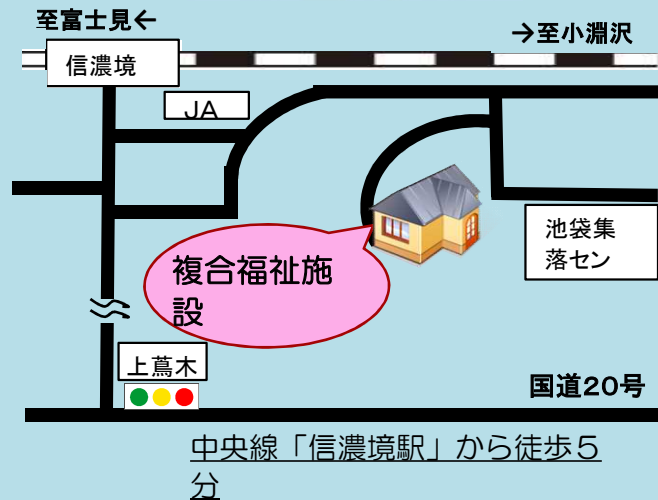 至富士見←
→至小淵沢
信濃境
JA
池袋集
落セン
複合福祉施
設
上蔦木
国道20号
中央線「信濃境駅」から徒歩５
分